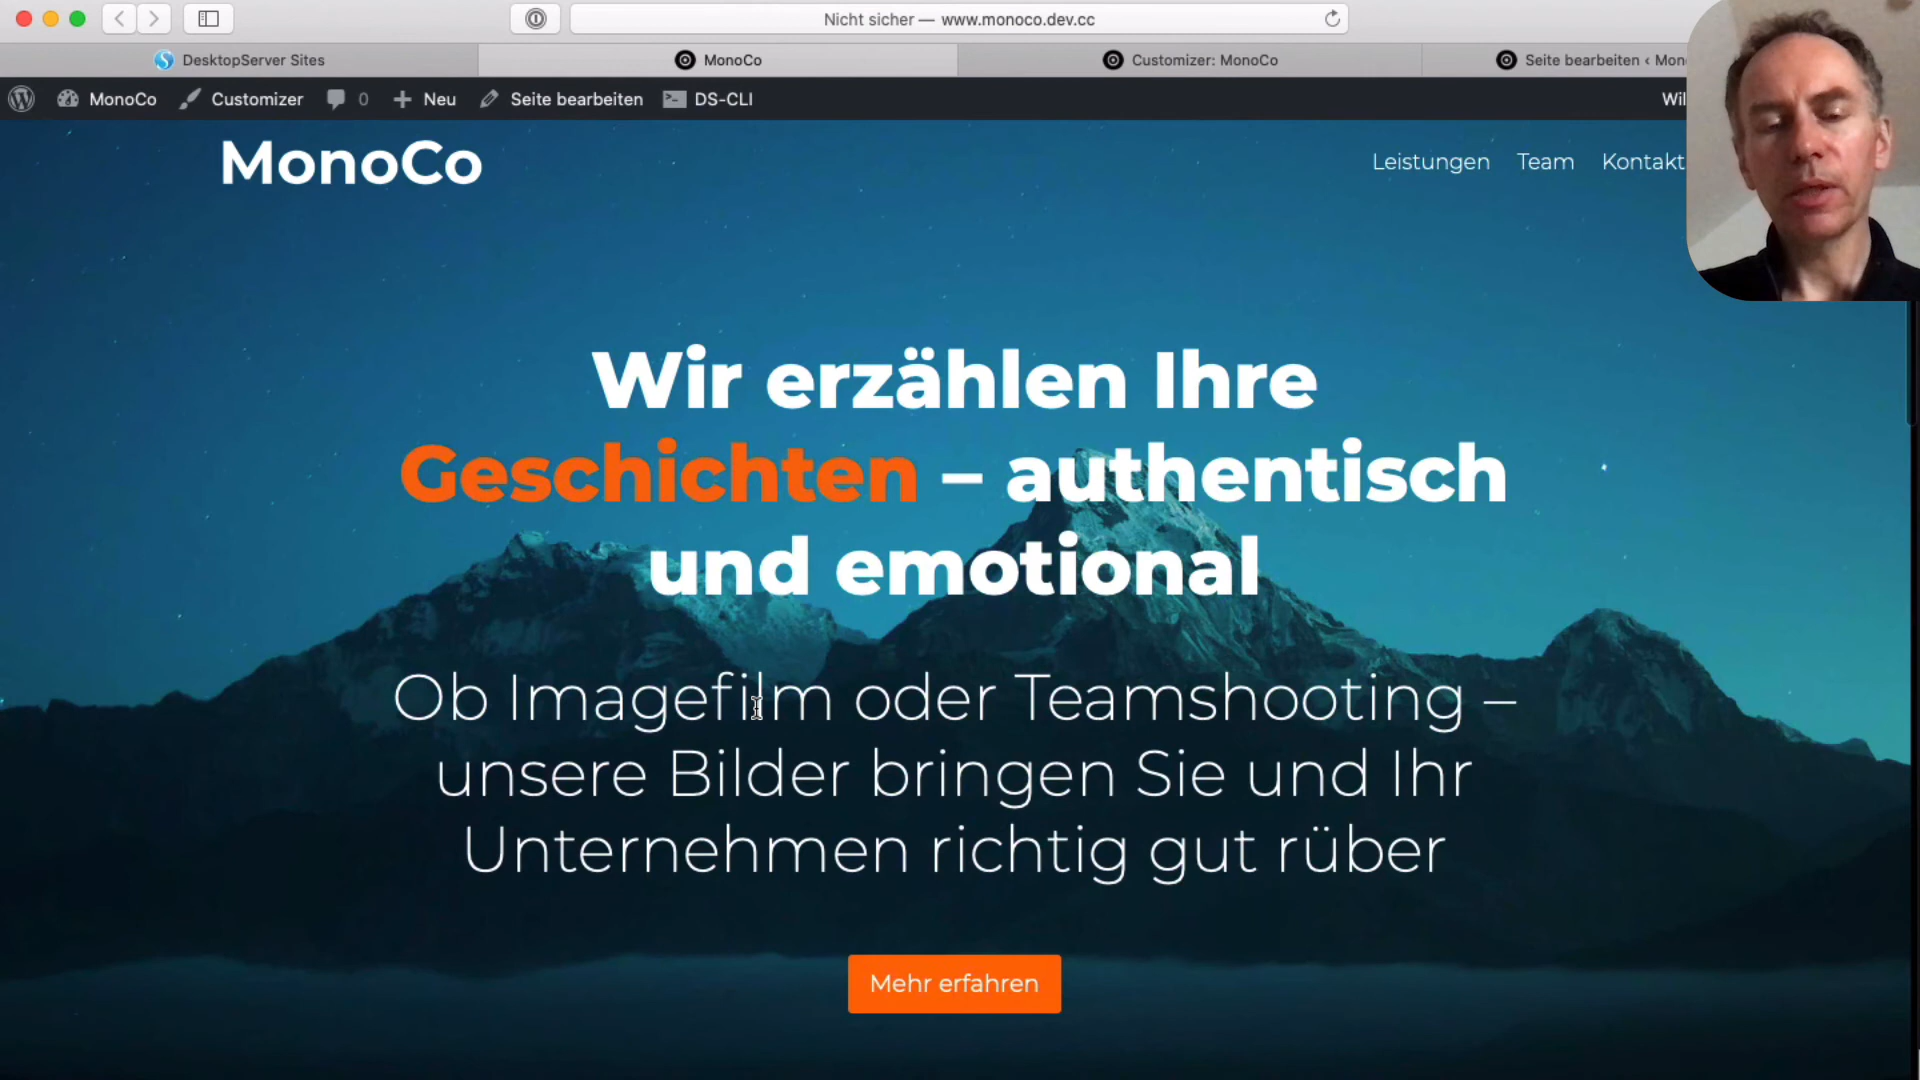 Nicht sicher — www.monoco.dev.cc
DesktopServer Sites
MonoCo
Customizer: MonoCo
Seite bearbeiten ‹
MonoCo
Customizer
0
Neu
Seite bearbeiten
DS-CLI
MonoCo
Leistungen
Team
Kontakt
Wir erzählen Ihre
Geschichten – authentisch
und emotional
Ob Imagefilm oder Teamshooting –
unsere Bilder bringen Sie und Ihr
Unternehmen richtig gut rüber
Mehr erfahren